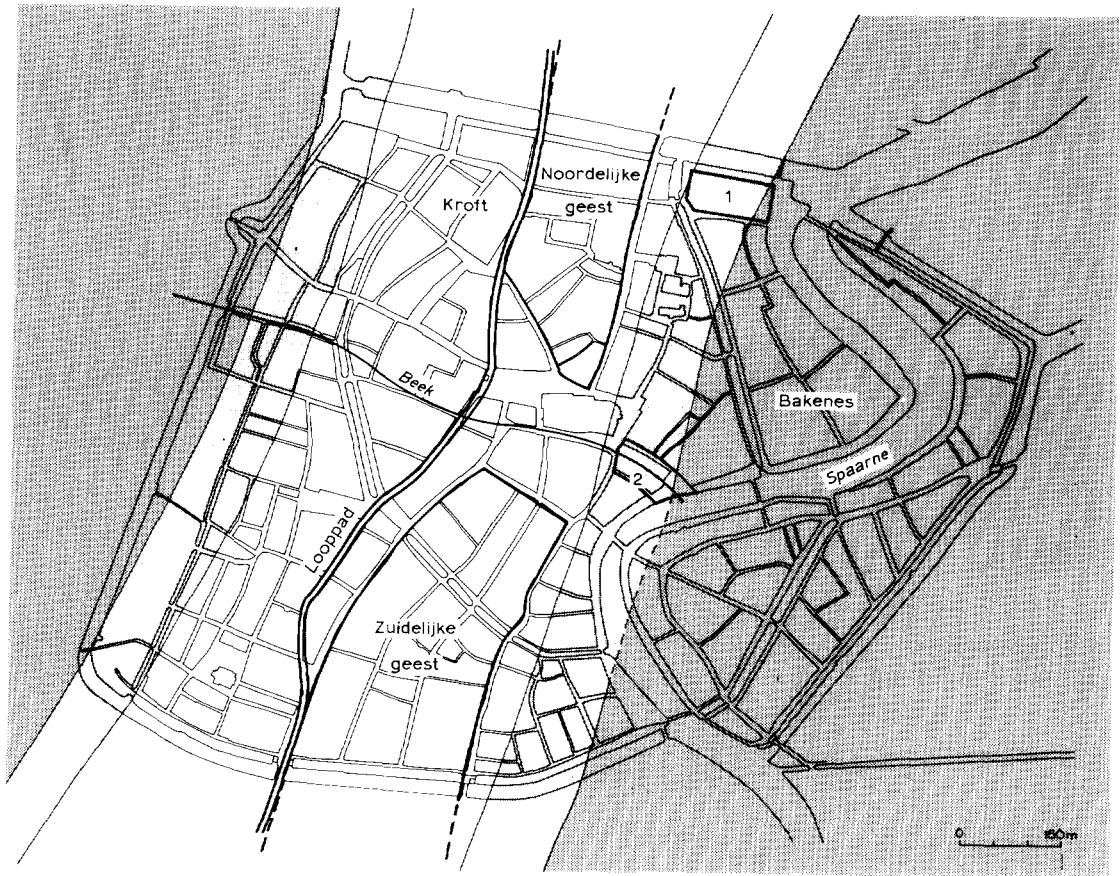 Noordelijke
geest
Kroft
1
Beek
Bakenes
Spaarne
2
Looppad
Zuidelijke
geest
0 150m